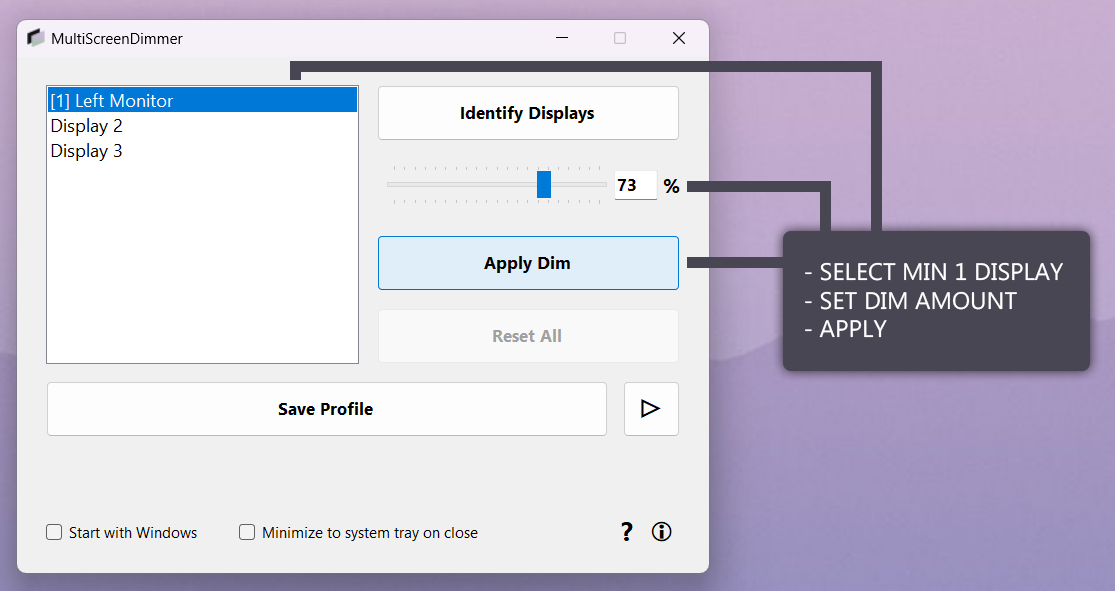 MultiScreenDimmer
[1] Left Monitor
Display 2
Display 3
Identify Displays
73 %
Apply Dim
Reset All
Save Profile
Start with Windows
Minimize to system tray on close
?
- SELECT MIN 1 DISPLAY
- SET DIM AMOUNT
- APPLY